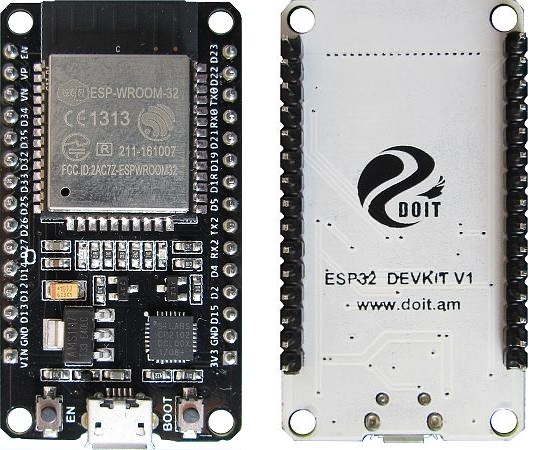 C
ESP-WROOM-32
CE1313
R 211-161007
FCC ID:2AC7Z-ESPWROOM32
EN
VP
VN
D34
D35
D32
D33
D25
D26
D27
D14
D12
D13
GND
VIN
D23
D22
TX0
RX0
D21
D19
D18
D5
TX2
RX2
D4
D2
D15
GND
3V3
EN
BOOT
DOIT
ESP32 DEVKIT V1
www.doit.am